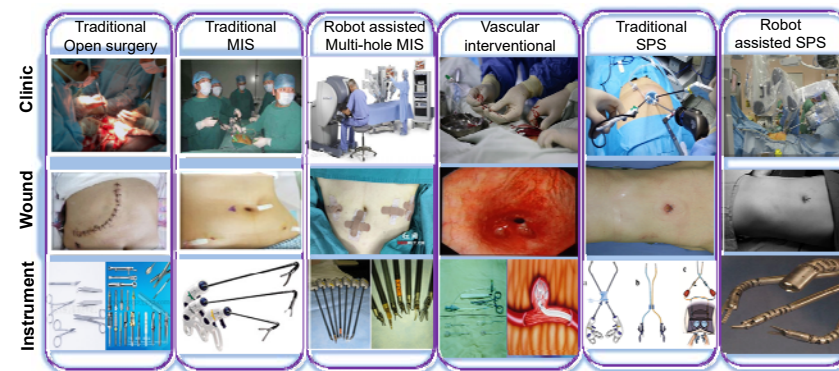 Traditional
Open surgery
Traditional
MIS
Robot assisted
Multi-hole MIS
Vascular
interventional
Traditional
SPS
Robot
assisted SPS
Clinic
Wound
Instrument
a
b
c